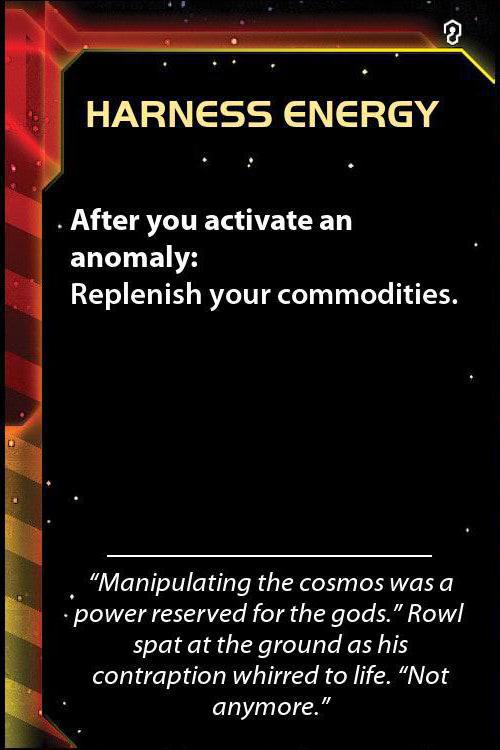 HARNESS ENERGY
After you activate an
anomaly:
Replenish your commodities.
“Manipulating the cosmos was a
power reserved for the gods.” Rowl
spat at the ground as his
contraption whirred to life. “Not
anymore.”